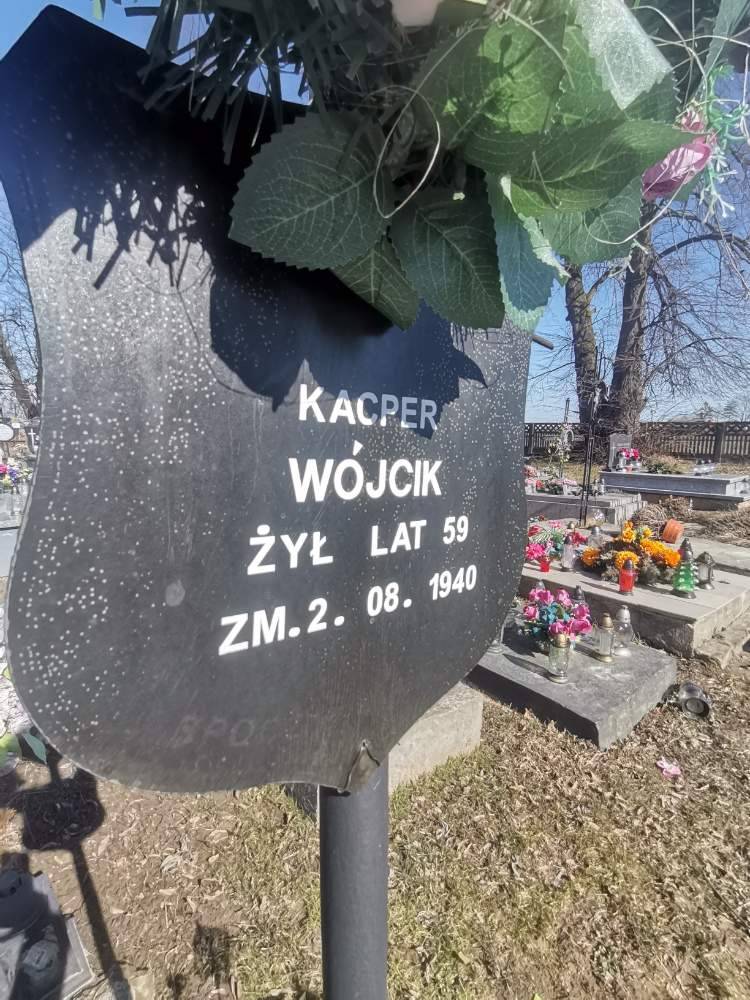 KACPER
WÓJCIK
ŻYŁ LAT 59
ZM. 2. 08. 1940